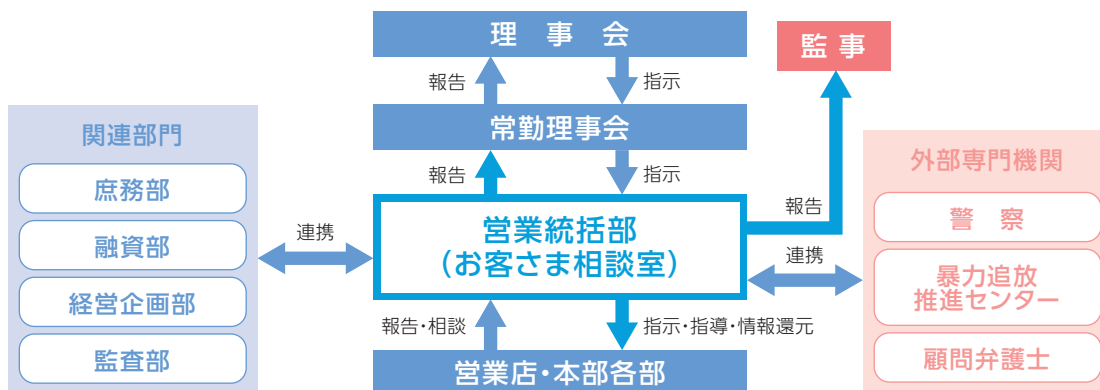 理事会
監事
報告
指示
常勤理事会
関連部門
庶務部
融資部
経営企画部
監査部
報告
指示
連携
営業統括部
（お客さま相談室）
報告
連携
外部専門機関
警察
暴力追放
推進センター
顧問弁護士
報告・相談
指示・指導・情報還元
営業店・本部各部